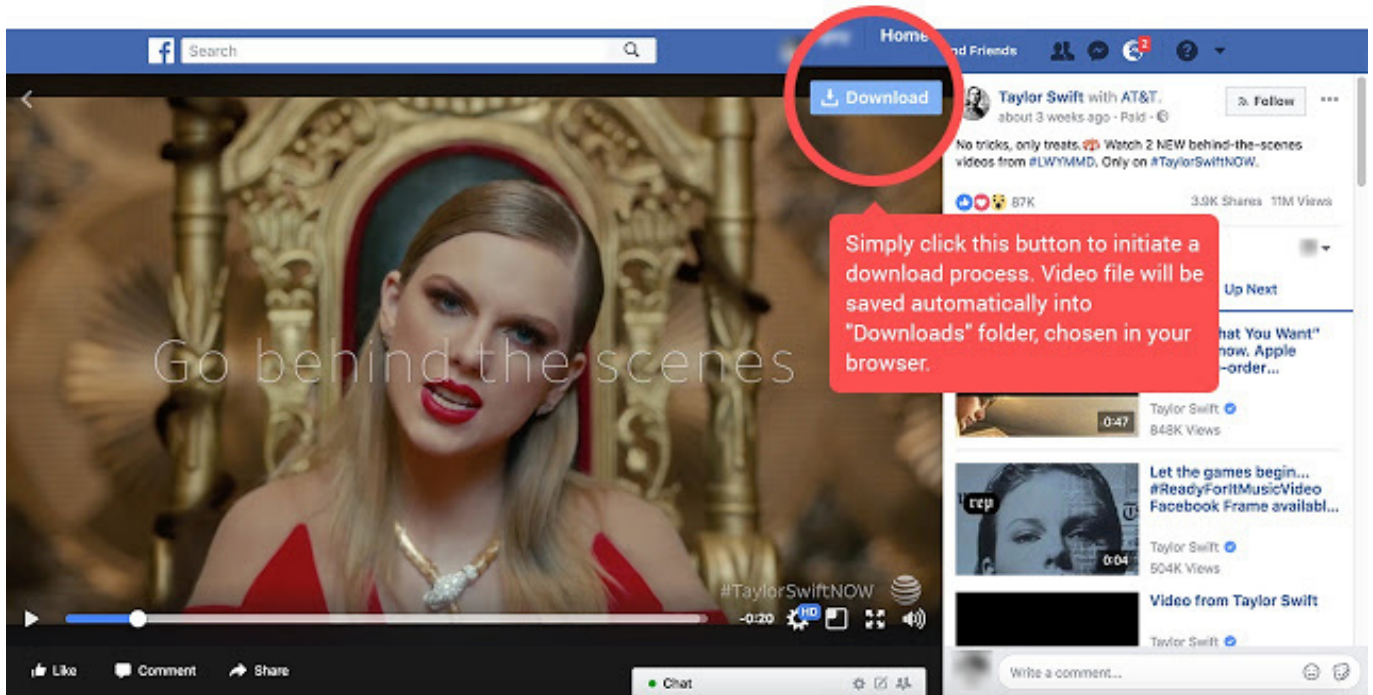 f
Search
Home
nd Friends
2
Download
Taylor Swift with AT&T.
about 3 weeks ago · Paid ·
Follow
No tricks, only treats. Watch 2 NEW behind-the-scenes
videos from #LWYMMD. Only on #TaylorSwiftNOW.
87K
3.9K Shares 11M Views
Simply click this button to initiate a
download process. Video file will be
saved automatically into
"Downloads" folder, chosen in your
browser.
Up Next
hat You Want"
now. Apple
-order...
0:47
Taylor Swift
848K Views
Go behind the scenes
rep
0:04
Let the games begin...
#ReadyForItMusicVideo
Facebook Frame availabl...
Taylor Swift
504K Views
#TaylorSwiftNOW
-0:20
HD
Video from Taylor Swift
Taylor Swift
Like
Comment
Share
Chat
Write a comment...